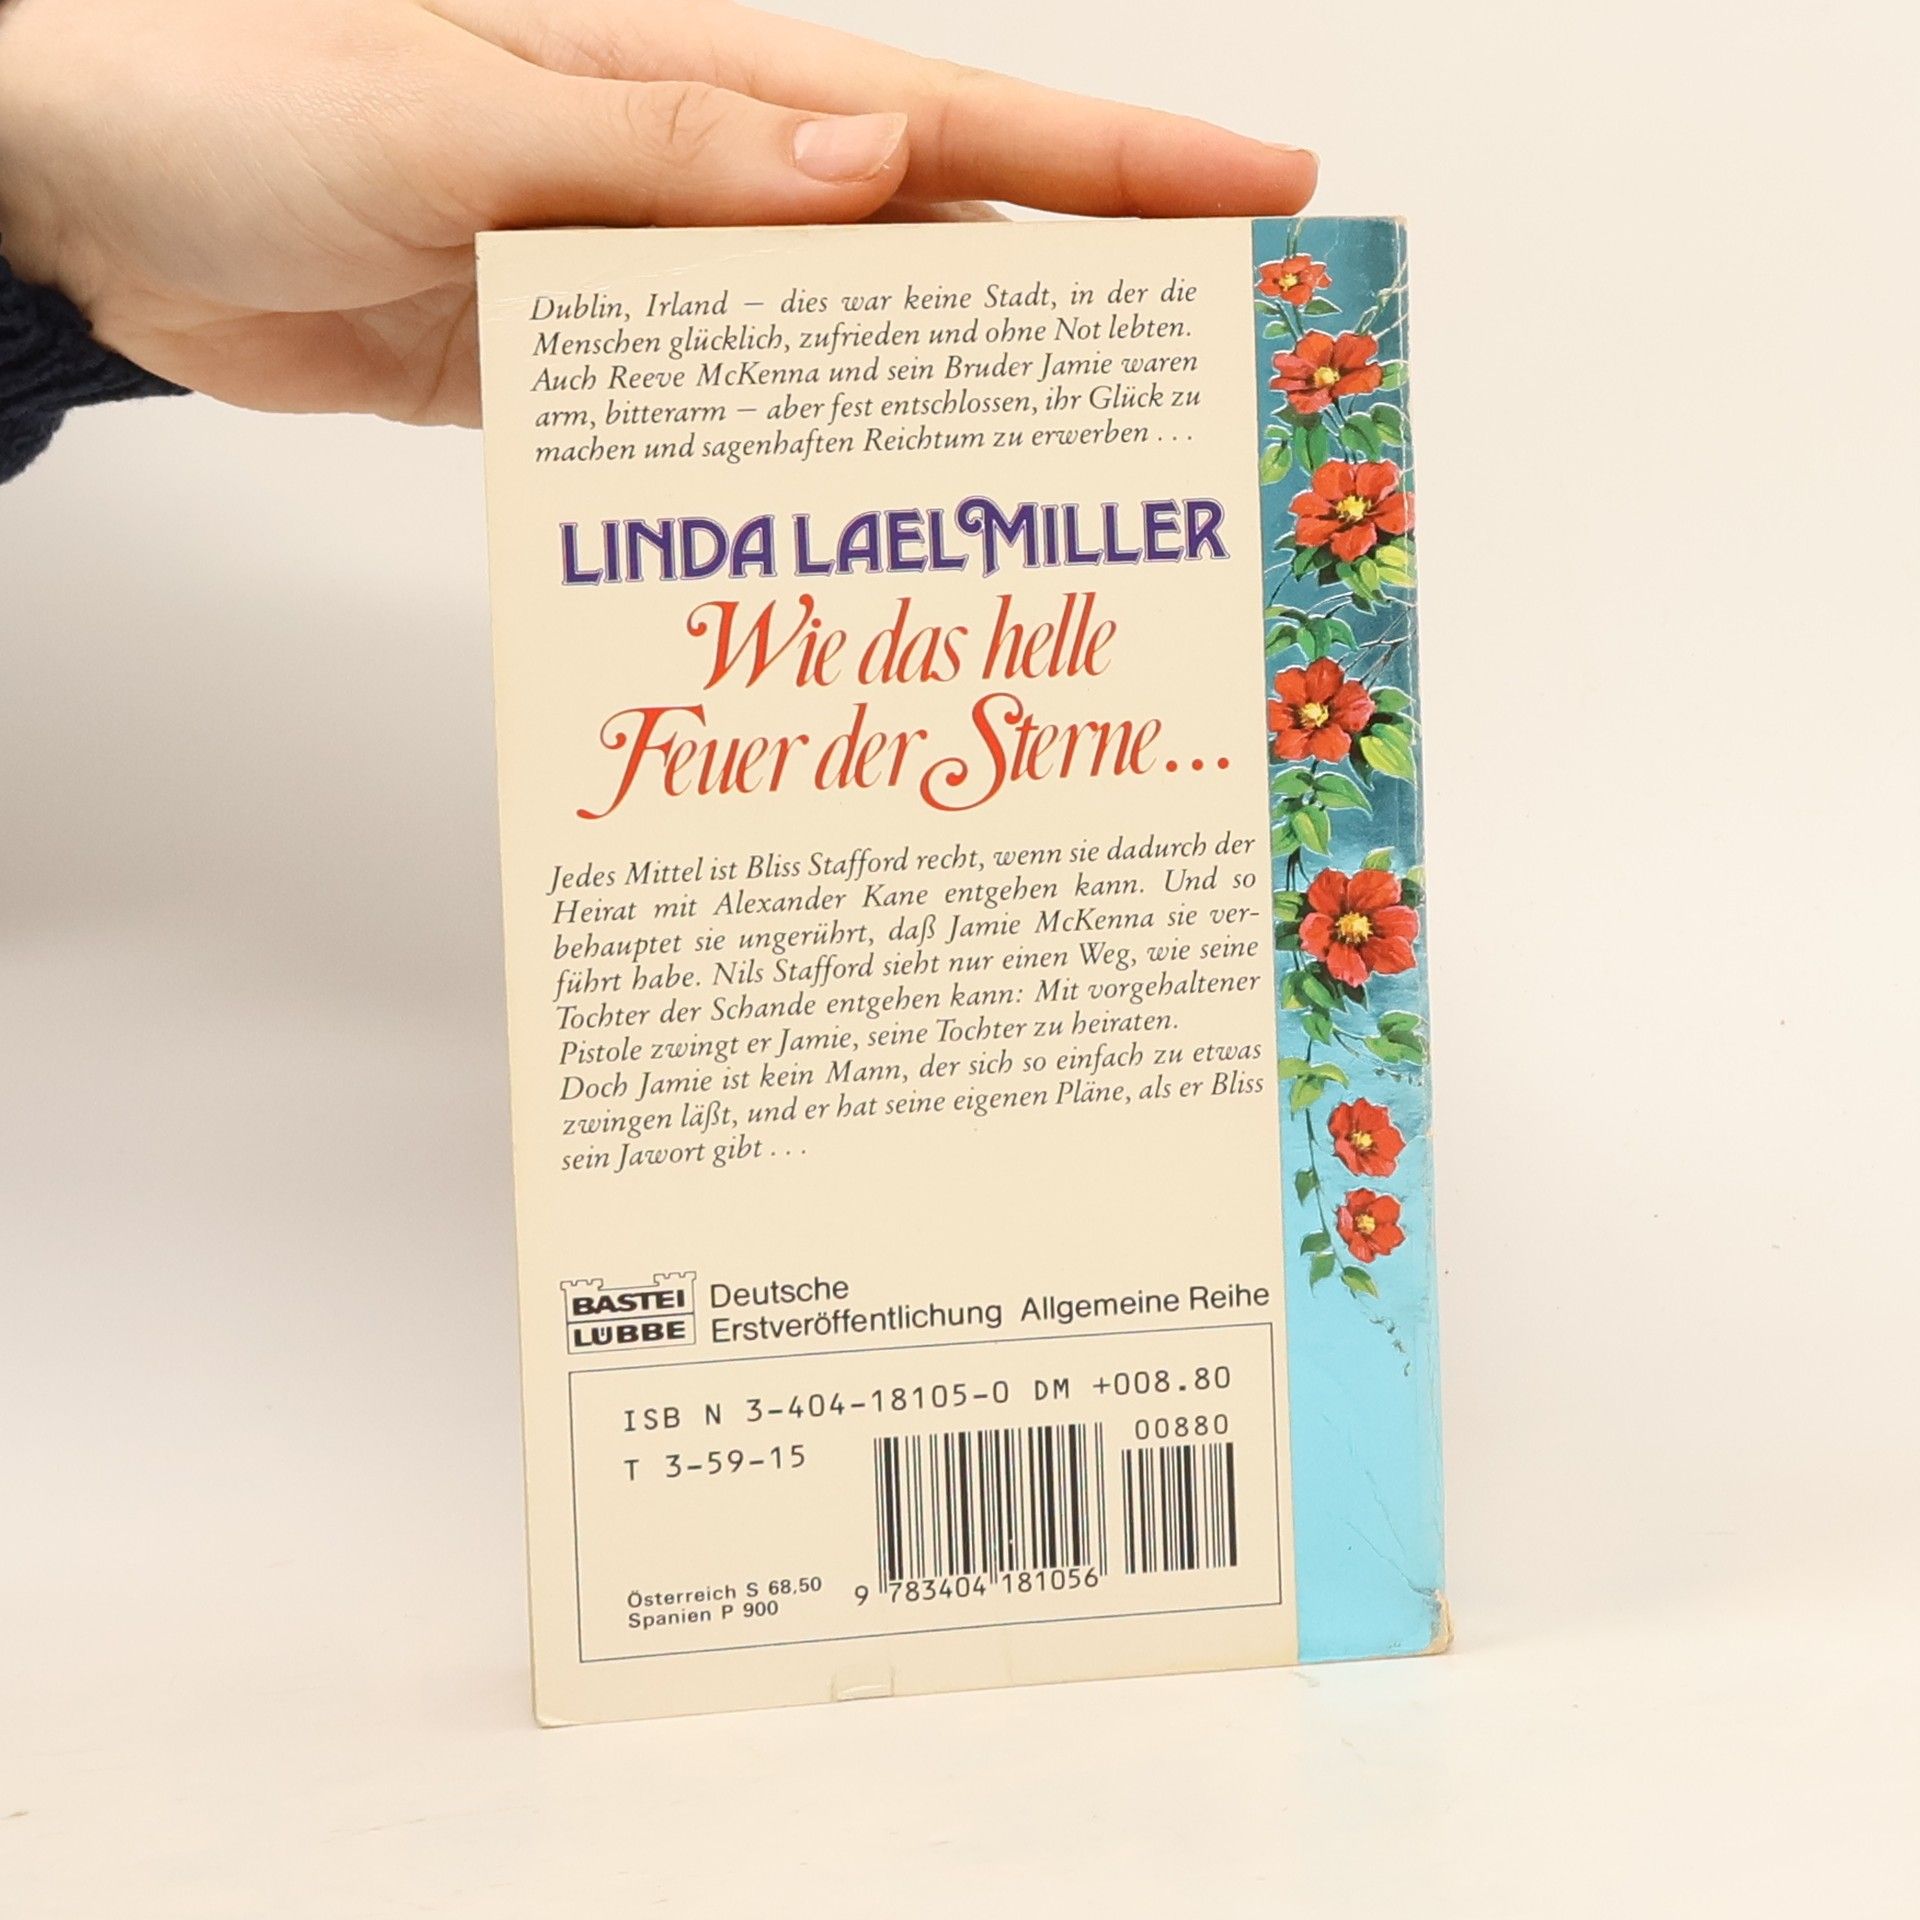 Dublin, Irland – dies war keine Stadt, in der die
Menschen glücklich, zufrieden und ohne Not lebten.
Auch Reeve McKenna und sein Bruder Jamie waren
arm, bitterarm – aber fest entschlossen, ihr Glück zu
machen und sagenhaften Reichtum zu erwerben . . .
LINDA LAEL MILLER
Wie das helle
Feuer der Sterne...
Jedes Mittel ist Bliss Stafford recht, wenn sie dadurch der
Heirat mit Alexander Kane entgehen kann. Und so
behauptet sie ungerührt, daß Jamie McKenna sie ver-
führt habe. Nils Stafford sieht nur einen Weg, wie seine
Tochter der Schande entgehen kann: Mit vorgehaltener
Pistole zwingt er Jamie, seine Tochter zu heiraten.
Doch Jamie ist kein Mann, der sich so einfach zu etwas
zwingen läßt, und er hat seine eigenen Pläne, als er Bliss
sein Jawort gibt . . .
BASTEI
LÜBBE
Deutsche
Erstveröffentlichung Allgemeine Reihe
ISB N 3-404-18105-0 DM +008.80
T 3-59-15
00880
Österreich S 68,50
Spanien P 900
9 783404 181056